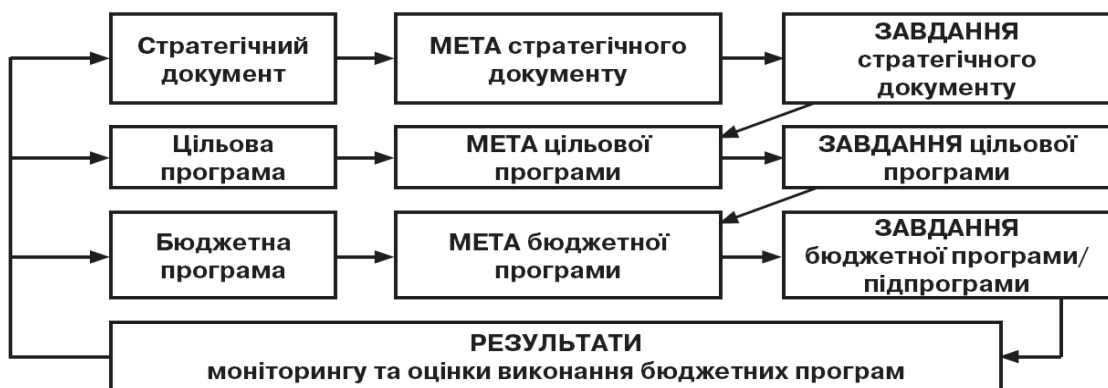 Стратегічний
документ
МЕТА стратегічного
документу
ЗАВДАННЯ
стратегічного
документу
Цільова
програма
МЕТА цільової
програми
ЗАВДАННЯ цільової
програми
Бюджетна
програма
МЕТА бюджетної
програми
ЗАВДАННЯ
бюджетної програми/
підпрограми
РЕЗУЛЬТАТИ
моніторингу та оцінки виконання бюджетних програм